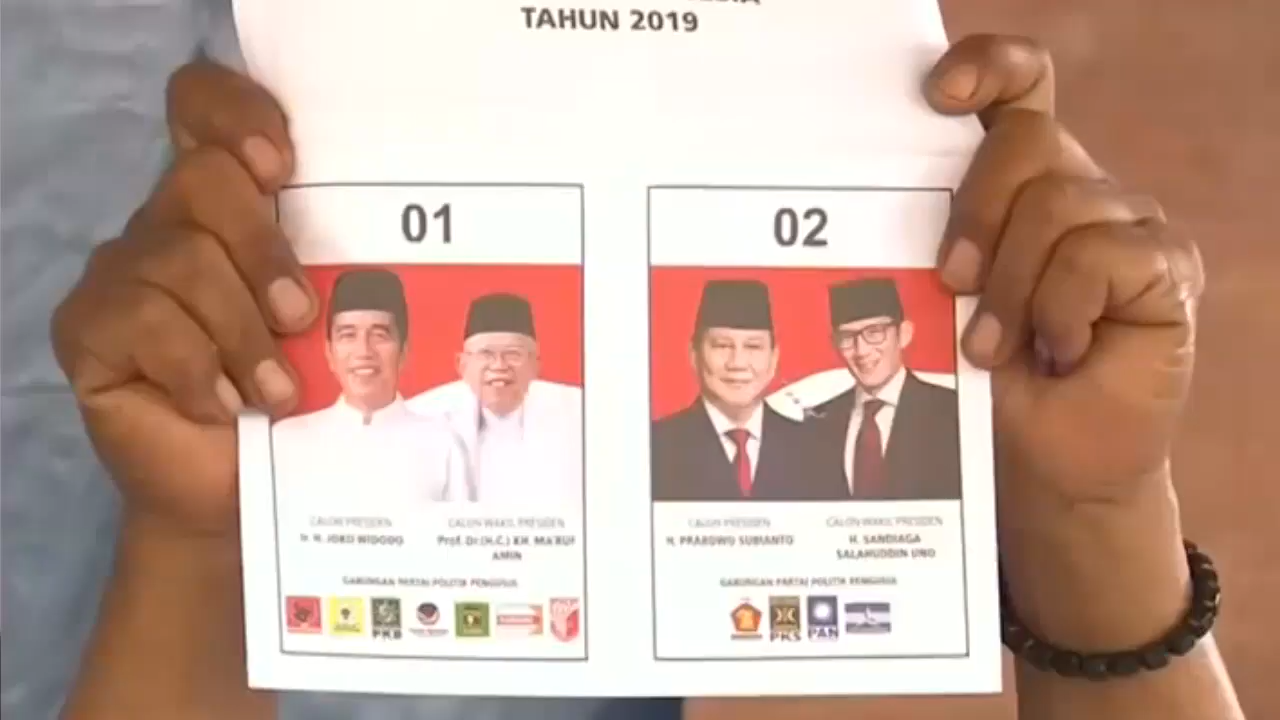 TAHUN 2019
01
02
CALON PRESIDEN
Ir. H. JOKO WIDODO
CALON WAKIL PRESIDEN
Prof. Dr. (H.C.) KH. MA'RUF
AMIN
GABUNGAN PARTAI POLITIK PENGUSUL
PKB
CALON PRESIDEN
H. PRABOWO SUBIANTO
CALON WAKIL PRESIDEN
H. SANDIAGA
SALAHUDDIN UNO
GABUNGAN PARTAI POLITIK PENGUSUL
PKS
PAN